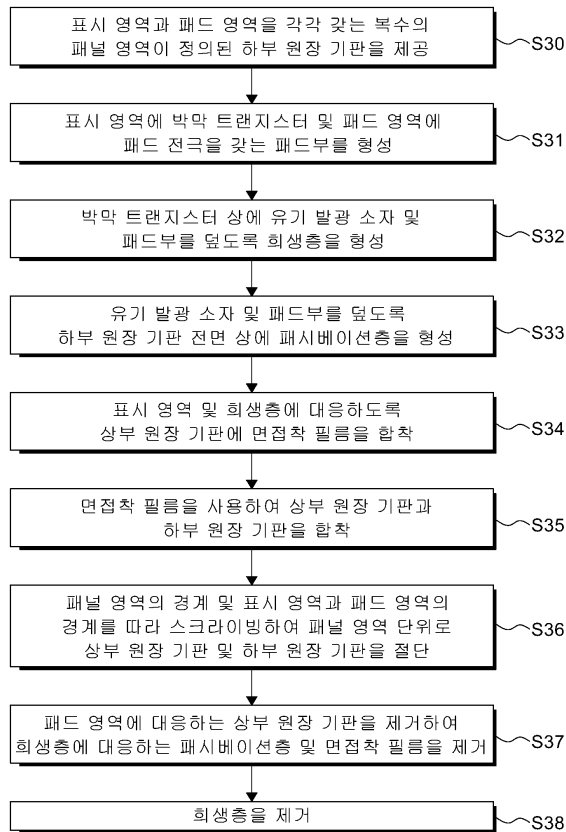 표시 영역과 패드 영역을 각각 갖는 복수의
패널 영역이 정의된 하부 원장 기판을 제공
S30
표시 영역에 박막 트랜지스터 및 패드 영역에
패드 전극을 갖는 패드부를 형성
S31
박막 트랜지스터 상에 유기 발광 소자 및
패드부를 덮도록 희생층을 형성
S32
유기 발광 소자 및 패드부를 덮도록
하부 원장 기판 전면 상에 패시베이션층을 형성
S33
표시 영역 및 희생층에 대응하도록
상부 원장 기판에 면접착 필름을 합착
S34
면접착 필름을 사용하여 상부 원장 기판과
하부 원장 기판을 합착
S35
패널 영역의 경계 및 표시 영역과 패드 영역의
경계를 따라 스크라이빙하여 패널 영역 단위로
상부 원장 기판 및 하부 원장 기판을 절단
S36
패드 영역에 대응하는 상부 원장 기판을 제거하여
희생층에 대응하는 패시베이션층 및 면접착 필름을 제거
S37
희생층을 제거
S38